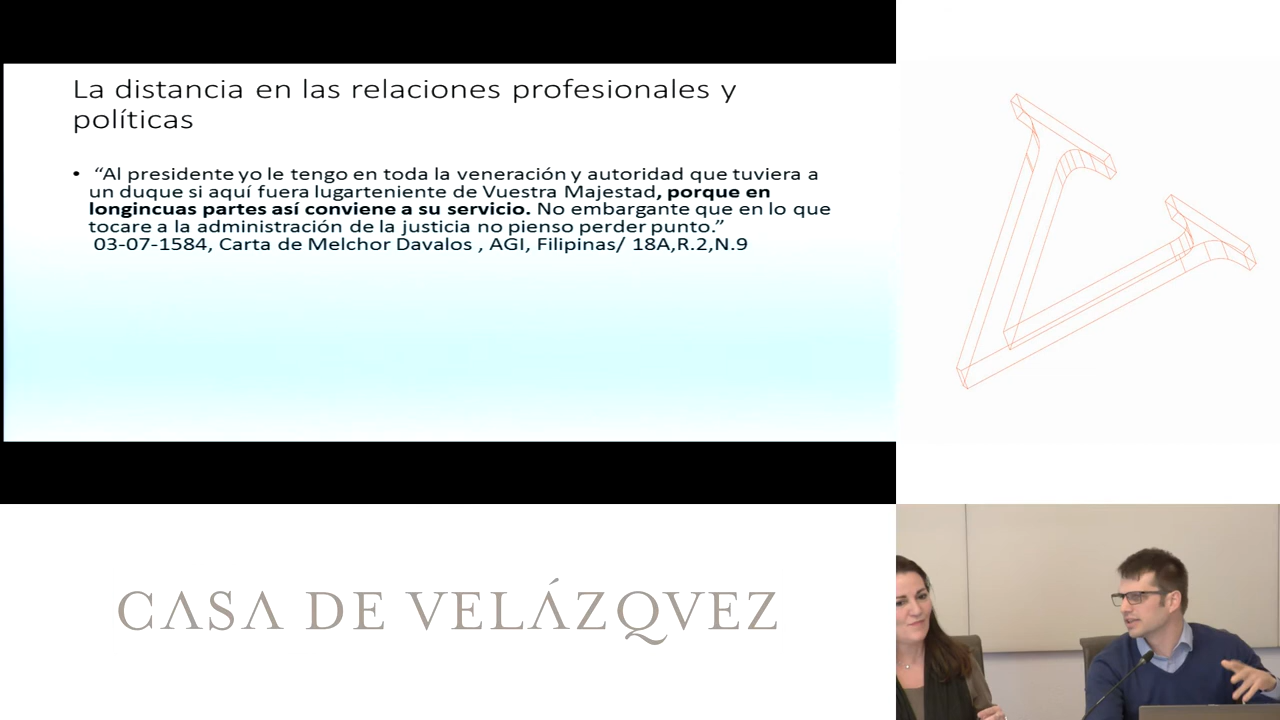 La distancia en las relaciones profesionales y
políticas
• “Al presidente yo le tengo en toda la veneración y autoridad que tuviera a
un duque si aquí fuera lugarteniente de Vuestra Majestad, porque en
longincuas partes así conviene a su servicio. No embargante que en lo que
tocare a la administración de la justicia no pienso perder punto.”
03-07-1584, Carta de Melchor Davalos , AGI, Filipinas/ 18A,R.2,N.9
CASA DE VELÁZQVEZ